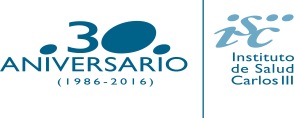 30
ANIVERSARIO
(1986-2016)
isc
Instituto
de Salud
Carlos III